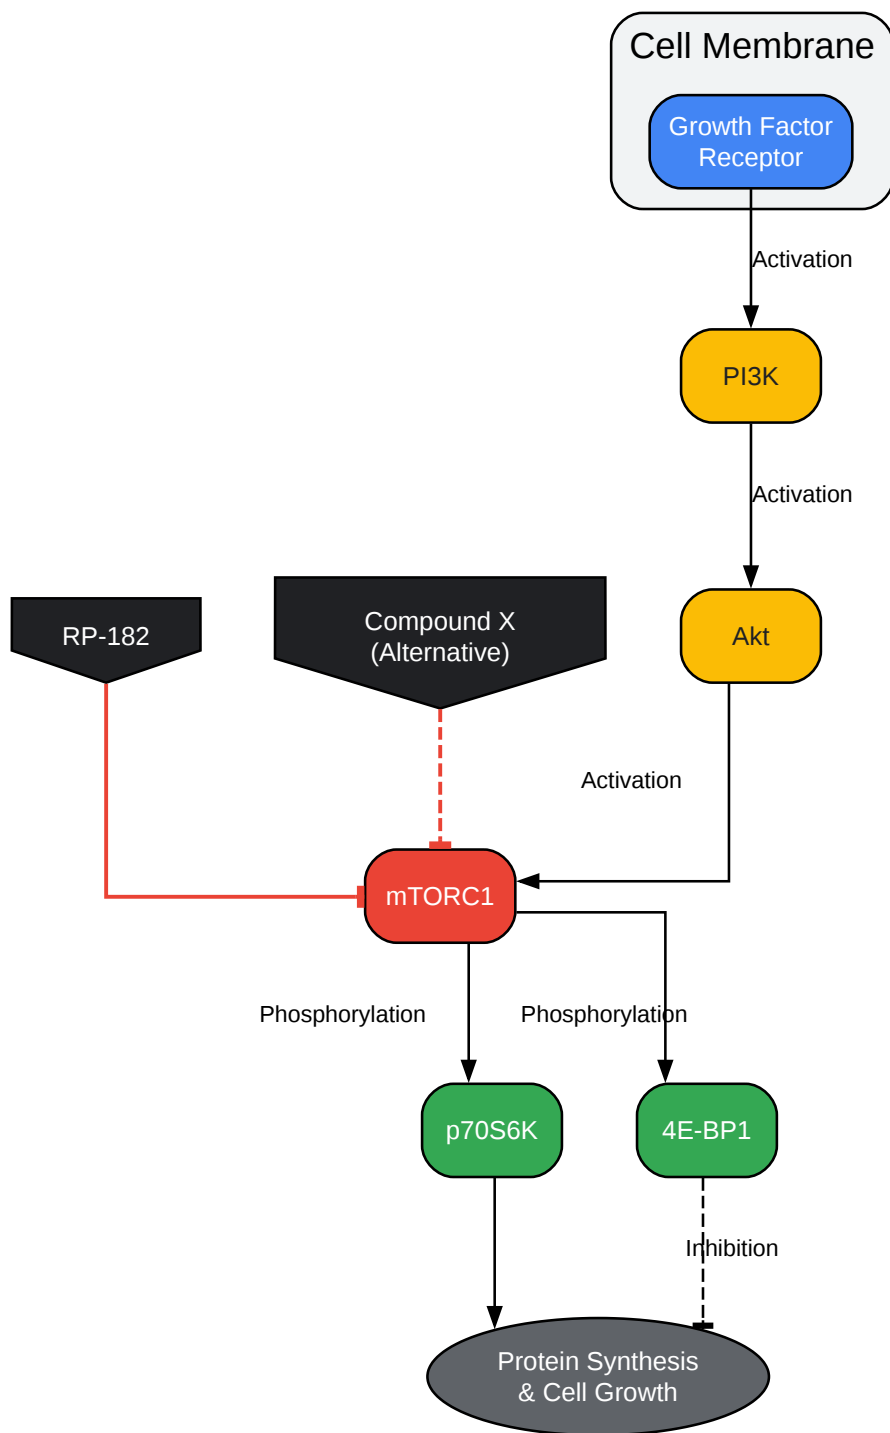 Cell Membrane
Growth Factor
Receptor
Activation
PI3K
Activation
Akt
RP-182
Compound X
(Alternative)
Activation
mTORC1
Phosphorylation
Phosphorylation
p70S6K
4E-BP1
Inhibition
Protein Synthesis
& Cell Growth